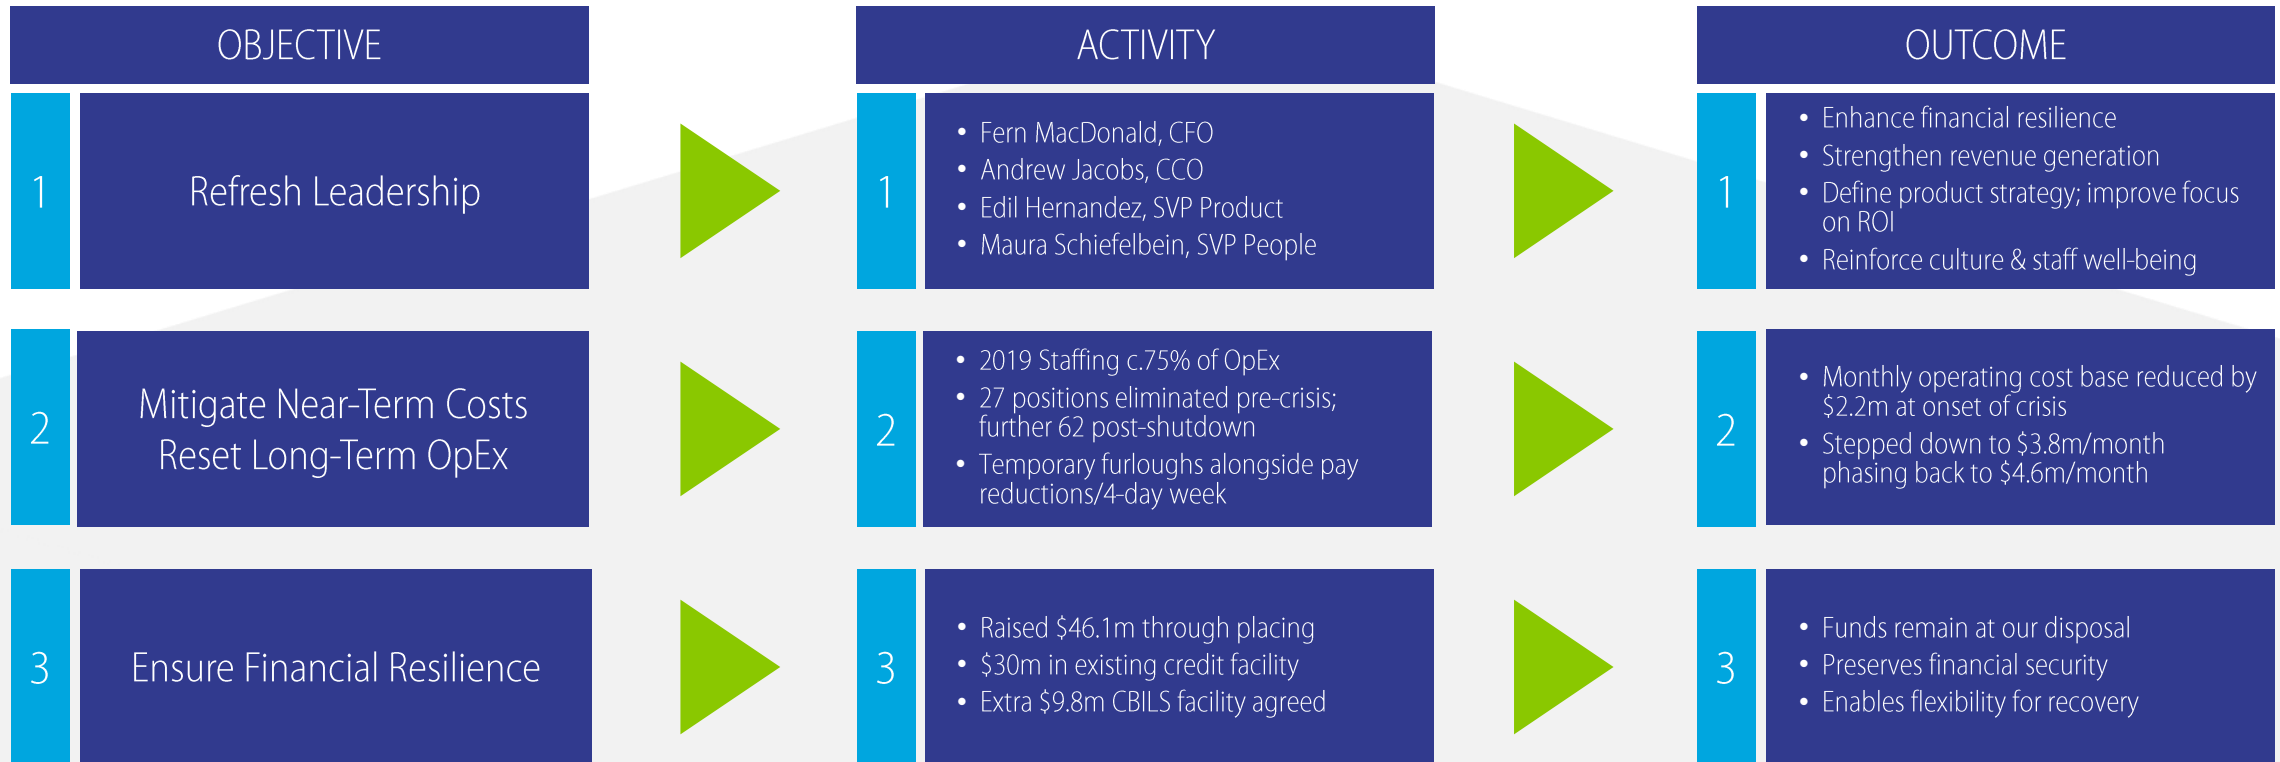 OBJECTIVE
ACTIVITY
OUTCOME
1
Refresh Leadership
1
• Fern MacDonald, CFO
• Andrew Jacobs, CCO
• Edil Hernandez, SVP Product
• Maura Schiefelbein, SVP People
1
• Enhance financial resilience
• Strengthen revenue generation
• Define product strategy; improve focus
on ROI
• Reinforce culture & staff well-being
2
Mitigate Near-Term Costs
Reset Long-Term OpEx
2
• 2019 Staffing c.75% of OpEx
• 27 positions eliminated pre-crisis;
further 62 post-shutdown
• Temporary furloughs alongside pay
reductions/4-day week
2
• Monthly operating cost base reduced by
$2.2m at onset of crisis
• Stepped down to $3.8m/month
phasing back to $4.6m/month
3
Ensure Financial Resilience
3
• Raised $46.1m through placing
• $30m in existing credit facility
• Extra $9.8m CBILS facility agreed
3
• Funds remain at our disposal
• Preserves financial security
• Enables flexibility for recovery